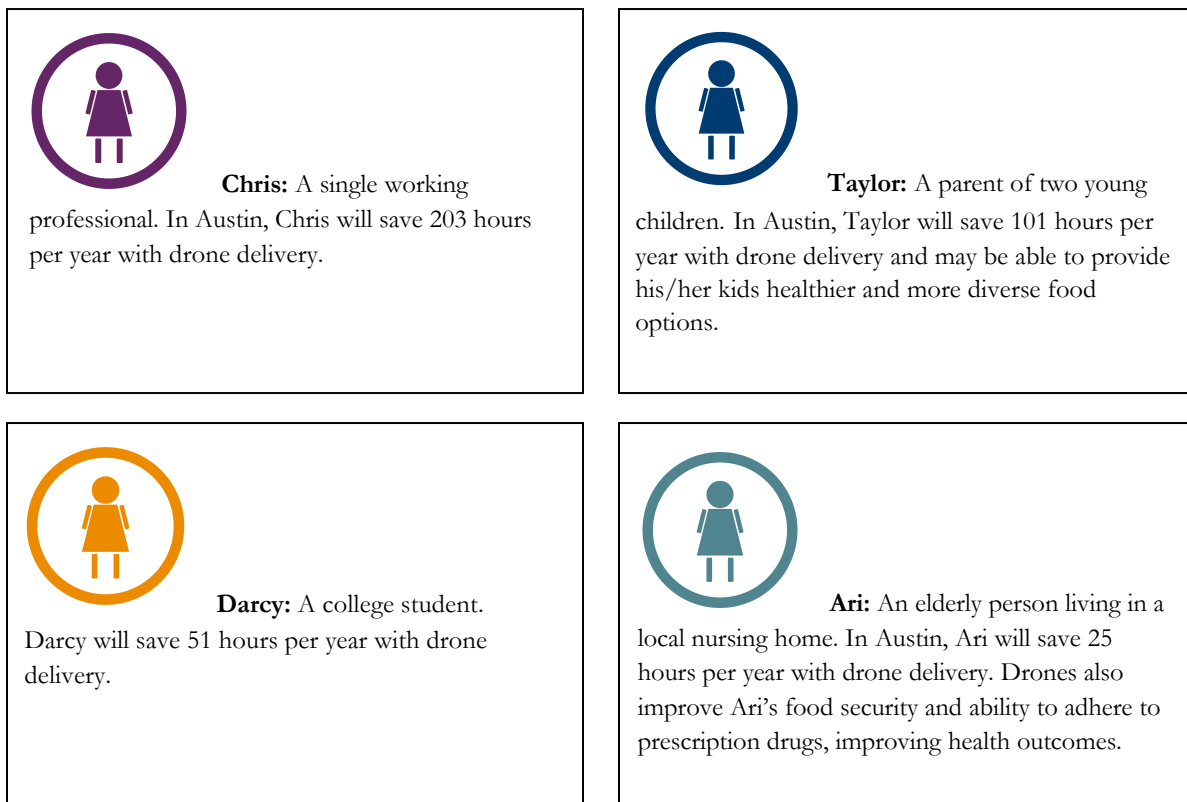 Chris: A single working
professional. In Austin, Chris will save 203 hours
per year with drone delivery.
Taylor: A parent of two young
children. In Austin, Taylor will save 101 hours per
year with drone delivery and may be able to provide
his/her kids healthier and more diverse food
options.
Darcy: A college student.
Darcy will save 51 hours per year with drone
delivery.
Ari: An elderly person living in a
local nursing home. In Austin, Ari will save 25
hours per year with drone delivery. Drones also
improve Ari’s food security and ability to adhere to
prescription drugs, improving health outcomes.